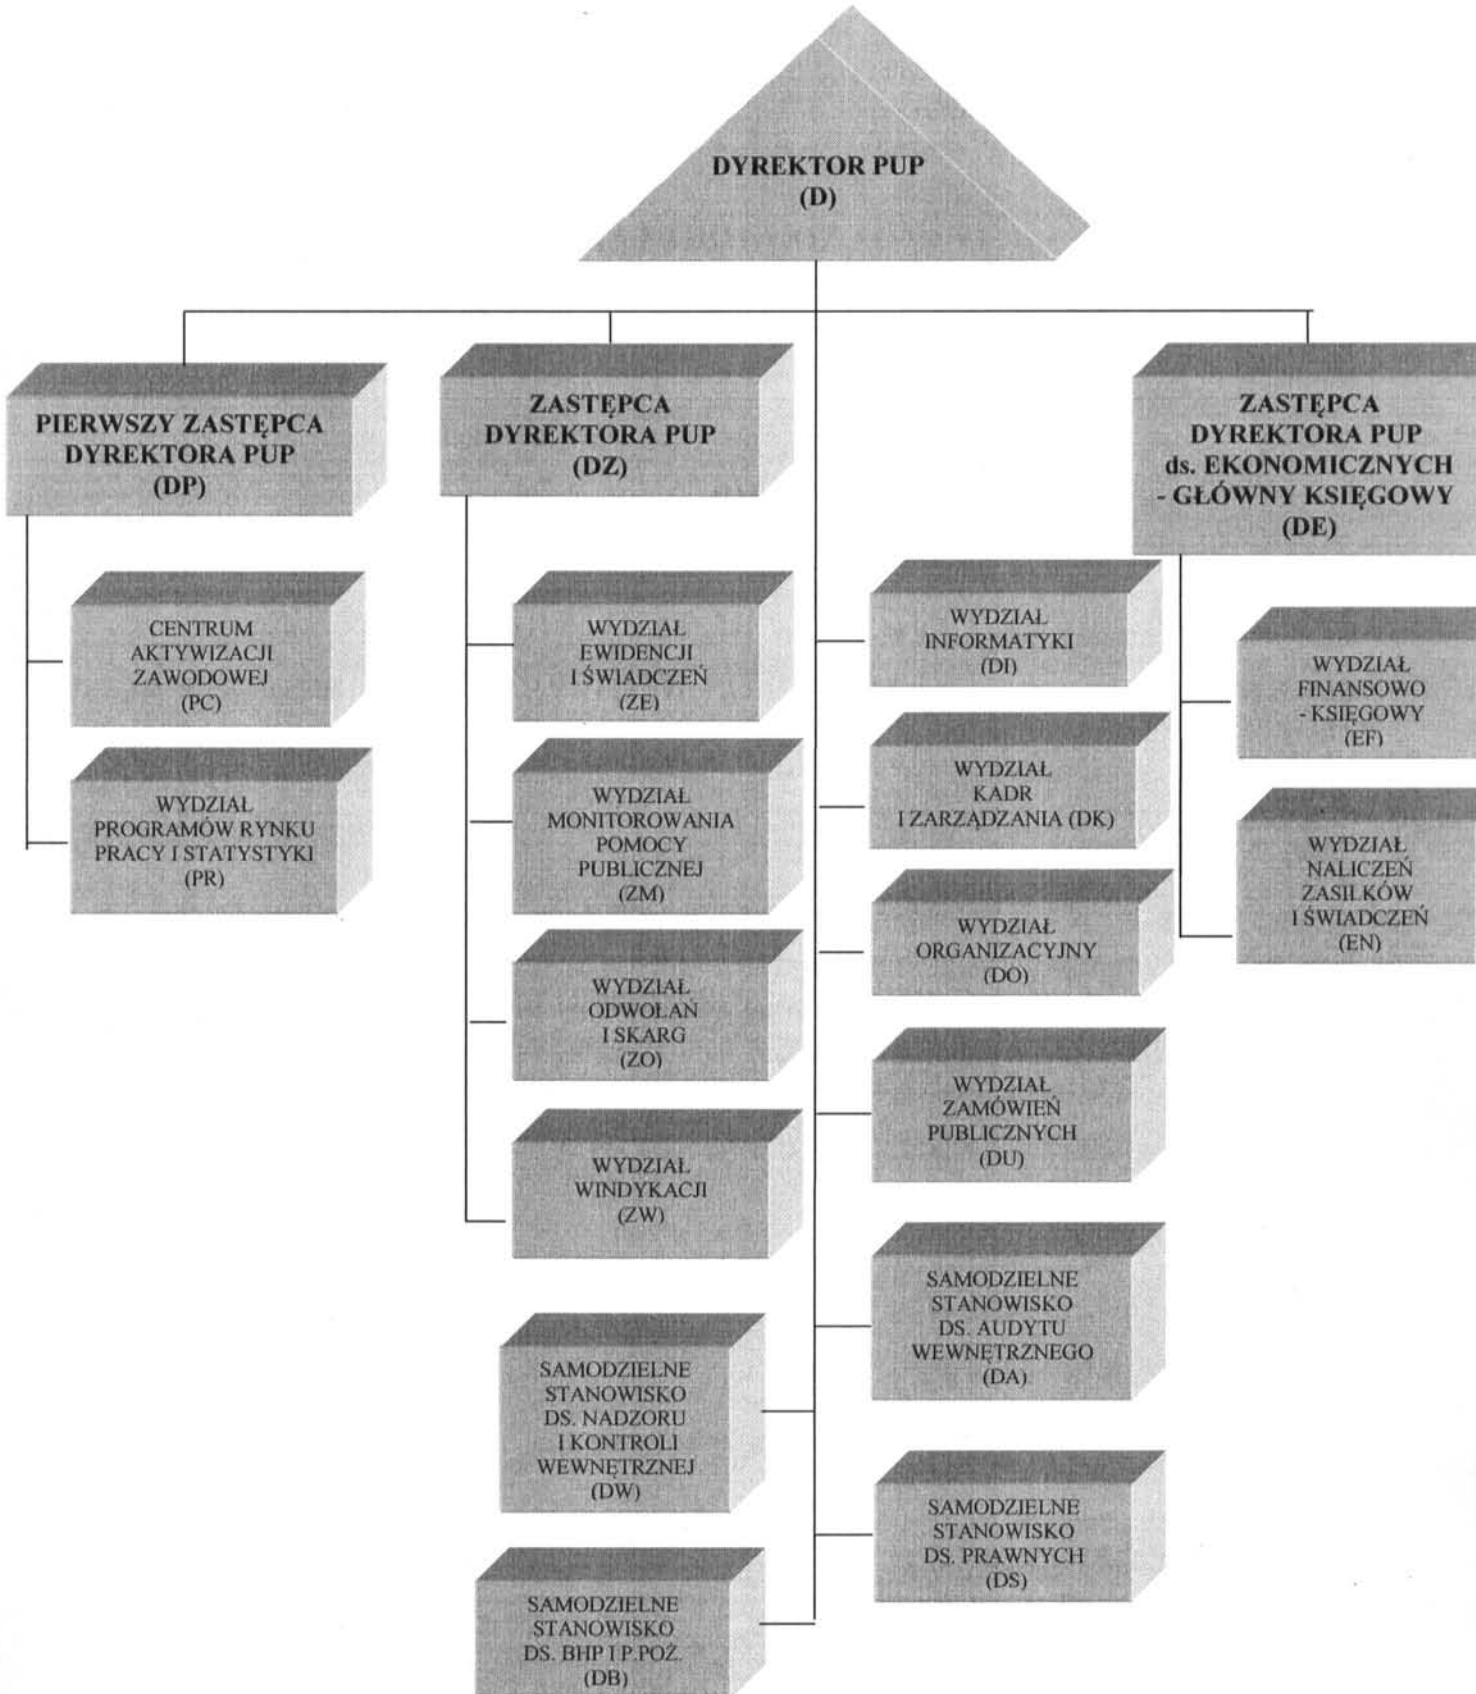 DYREKTOR PUP
(D)
PIERWSZY ZASTĘPCA
DYREKTORA PUP
(DP)
CENTRUM
AKTYWIZACJI
ZAWODOWEJ
(PC)
WYDZIAŁ
PROGRAMÓW RYNKU
PRACY I STATYSTYKI
(PR)
ZASTĘPCA
DYREKTORA PUP
(DZ)
WYDZIAŁ
EWIDENCJI
I ŚWIADCZEŃ
(ZE)
WYDZIAŁ
MONITOROWANIA
POMOCY
PUBLICZNEJ
(ZM)
WYDZIAŁ
ODWOŁAŃ
I SKARG
(ZO)
WYDZIAŁ
WINDYKACJI
(ZW)
SAMODZIELNE
STANOWISKO
DS. NADZORU
I KONTROLI
WEWNĘTRZNEJ
(DW)
SAMODZIELNE
STANOWISKO
DS. BHP I P.POŻ.
(DB)
WYDZIAŁ
INFORMATYKI
(DI)
WYDZIAŁ
KADR
I ZARZĄDZANIA (DK)
WYDZIAŁ
ORGANIZACYJNY
(DO)
WYDZIAŁ
ZAMÓWIEŃ
PUBLICZNYCH
(DU)
SAMODZIELNE
STANOWISKO
DS. AUDYTU
WEWNĘTRZNEGO
(DA)
SAMODZIELNE
STANOWISKO
DS. PRAWNYCH
(DS)
ZASTĘPCA
DYREKTORA PUP
ds. EKONOMICZNYCH
- GŁÓWNY KSIĘGOWY
(DE)
WYDZIAŁ
FINANSOWO
- KSIĘGOWY
(EF)
WYDZIAŁ
NALICZEŃ
ZASILKÓW
I ŚWIADCZEŃ
(EN)